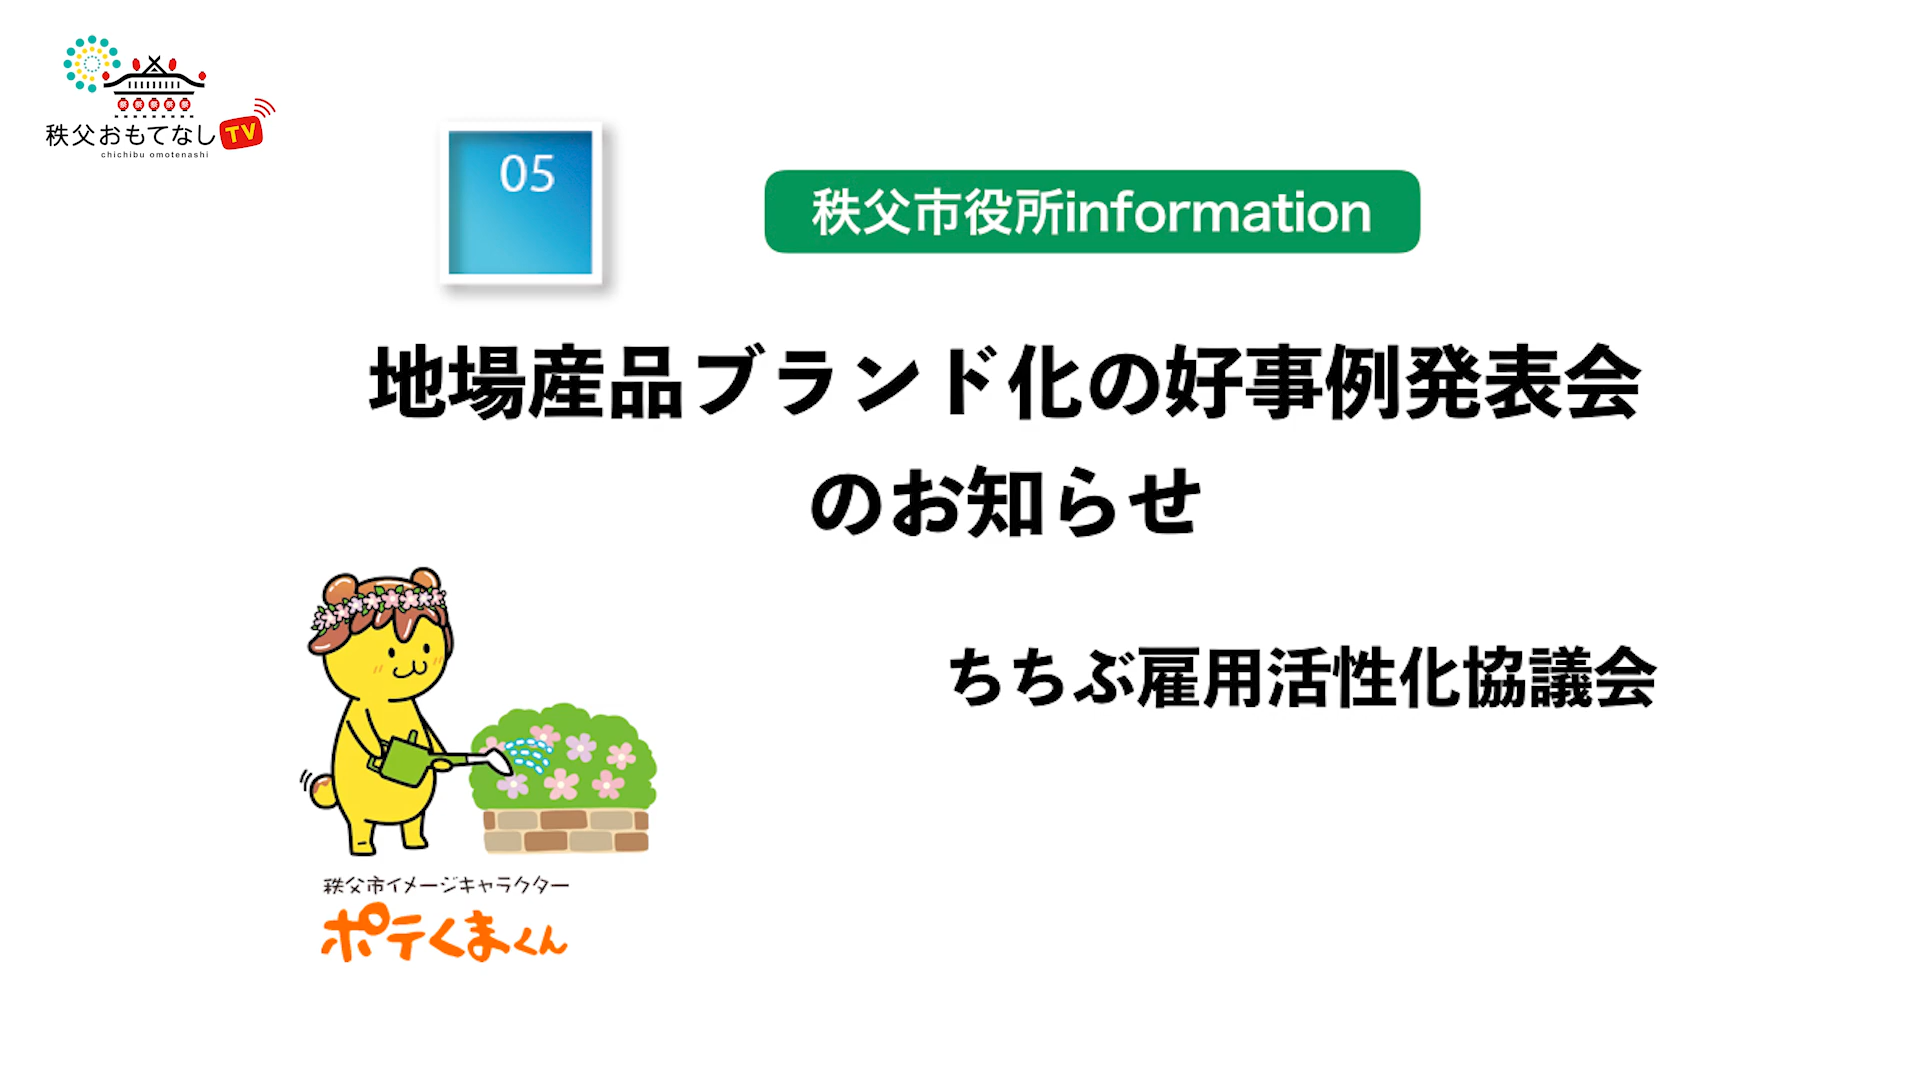 秩父おもてなしTV
chichibu omotenashi
05
秩父市役所information
地場産品ブランド化の好事例発表会
のお知らせ
ちちぶ雇用活性化協議会
秩父市イメージキャラクター
ポテくまくん